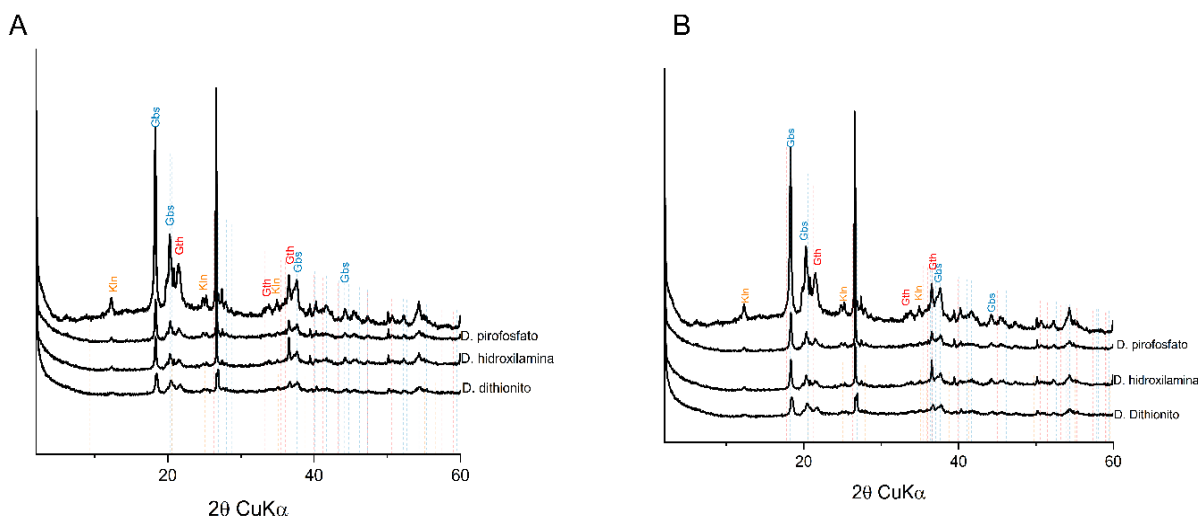 A
Gbs
Gbs
Gth
Kln
Kln
Gth
Kln
Gth
Gbs
Gbs
D. pirofosfato
D. hidroxilamina
D. dithionito
20
40
60
2θ CuKα
B
Gbs
Gbs
Gth
Kln
Kln
Gth
Kln
Gth
Gbs
Gbs
D. pirofosfato
D. hidroxilamina
D. Dithionito
20
40
60
2θ CuKα